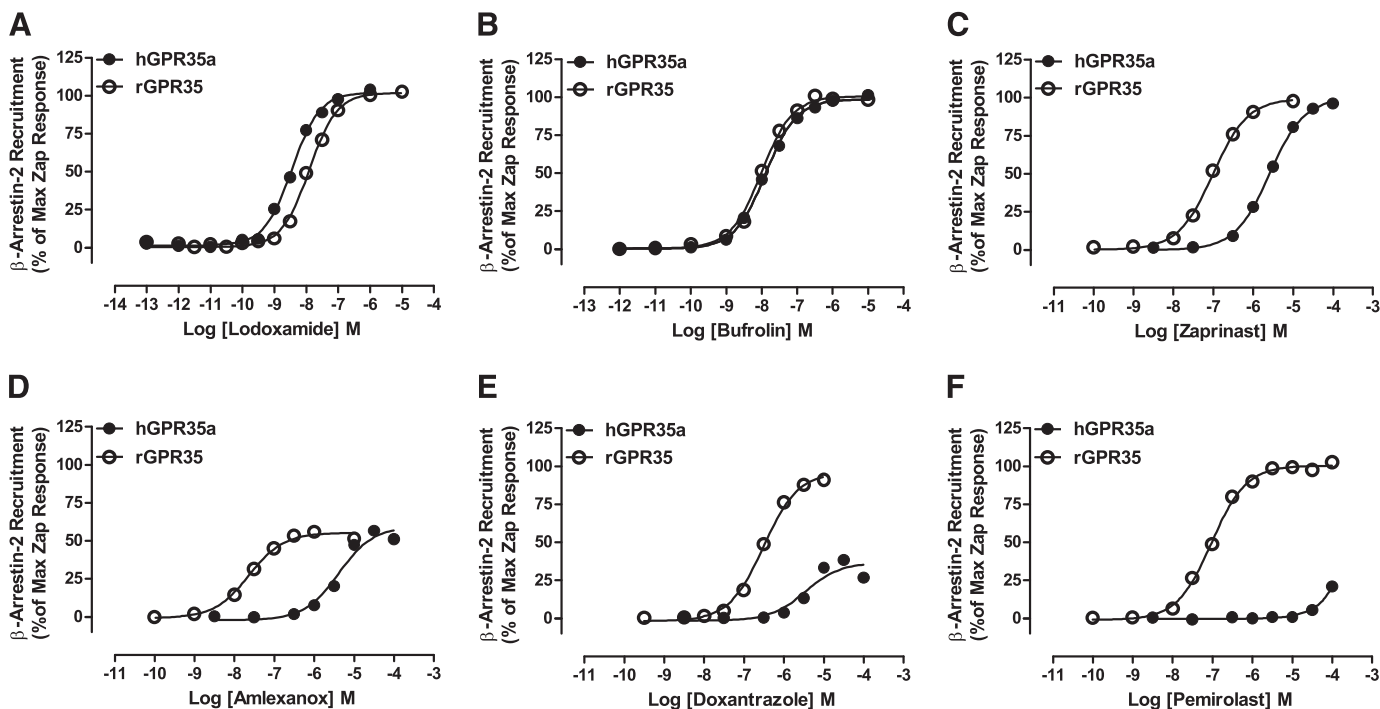 A
β-Arrestin-2 Recruitment
(% of Max Zap Response)
125
100
75
50
25
0
hGPR35a
rGPR35
-14 -13 -12 -11 -10 -9 -8 -7 -6 -5 -4
Log [Lodoxamide] M
B
β-Arrestin-2 Recruitment
(%of Max Zap Response)
125
100
75
50
25
0
hGPR35a
rGPR35
-13 -12 -11 -10 -9 -8 -7 -6 -5 -4
Log [Bufrolin] M
C
β-Arrestin-2 Recruitment
(%of Max Zap Response)
125
100
75
50
25
0
hGPR35a
rGPR35
-11 -10 -9 -8 -7 -6 -5 -4 -3
Log [Zaprinast] M
D
β-Arrestin-2 Recruitment
(%of Max Zap Response)
125
100
75
50
25
0
hGPR35a
rGPR35
-11 -10 -9 -8 -7 -6 -5 -4 -3
Log [Amlexanox] M
E
β-Arrestin-2 Recruitment
(% of Max Zap Response)
125
100
75
50
25
0
hGPR35a
rGPR35
-11 -10 -9 -8 -7 -6 -5 -4 -3
Log [Doxantrazole] M
F
β-Arrestin-2 Recruitment
(%of Max Zap Response)
125
100
75
50
25
0
hGPR35a
rGPR35
-11 -10 -9 -8 -7 -6 -5 -4 -3
Log [Pemirolast] M